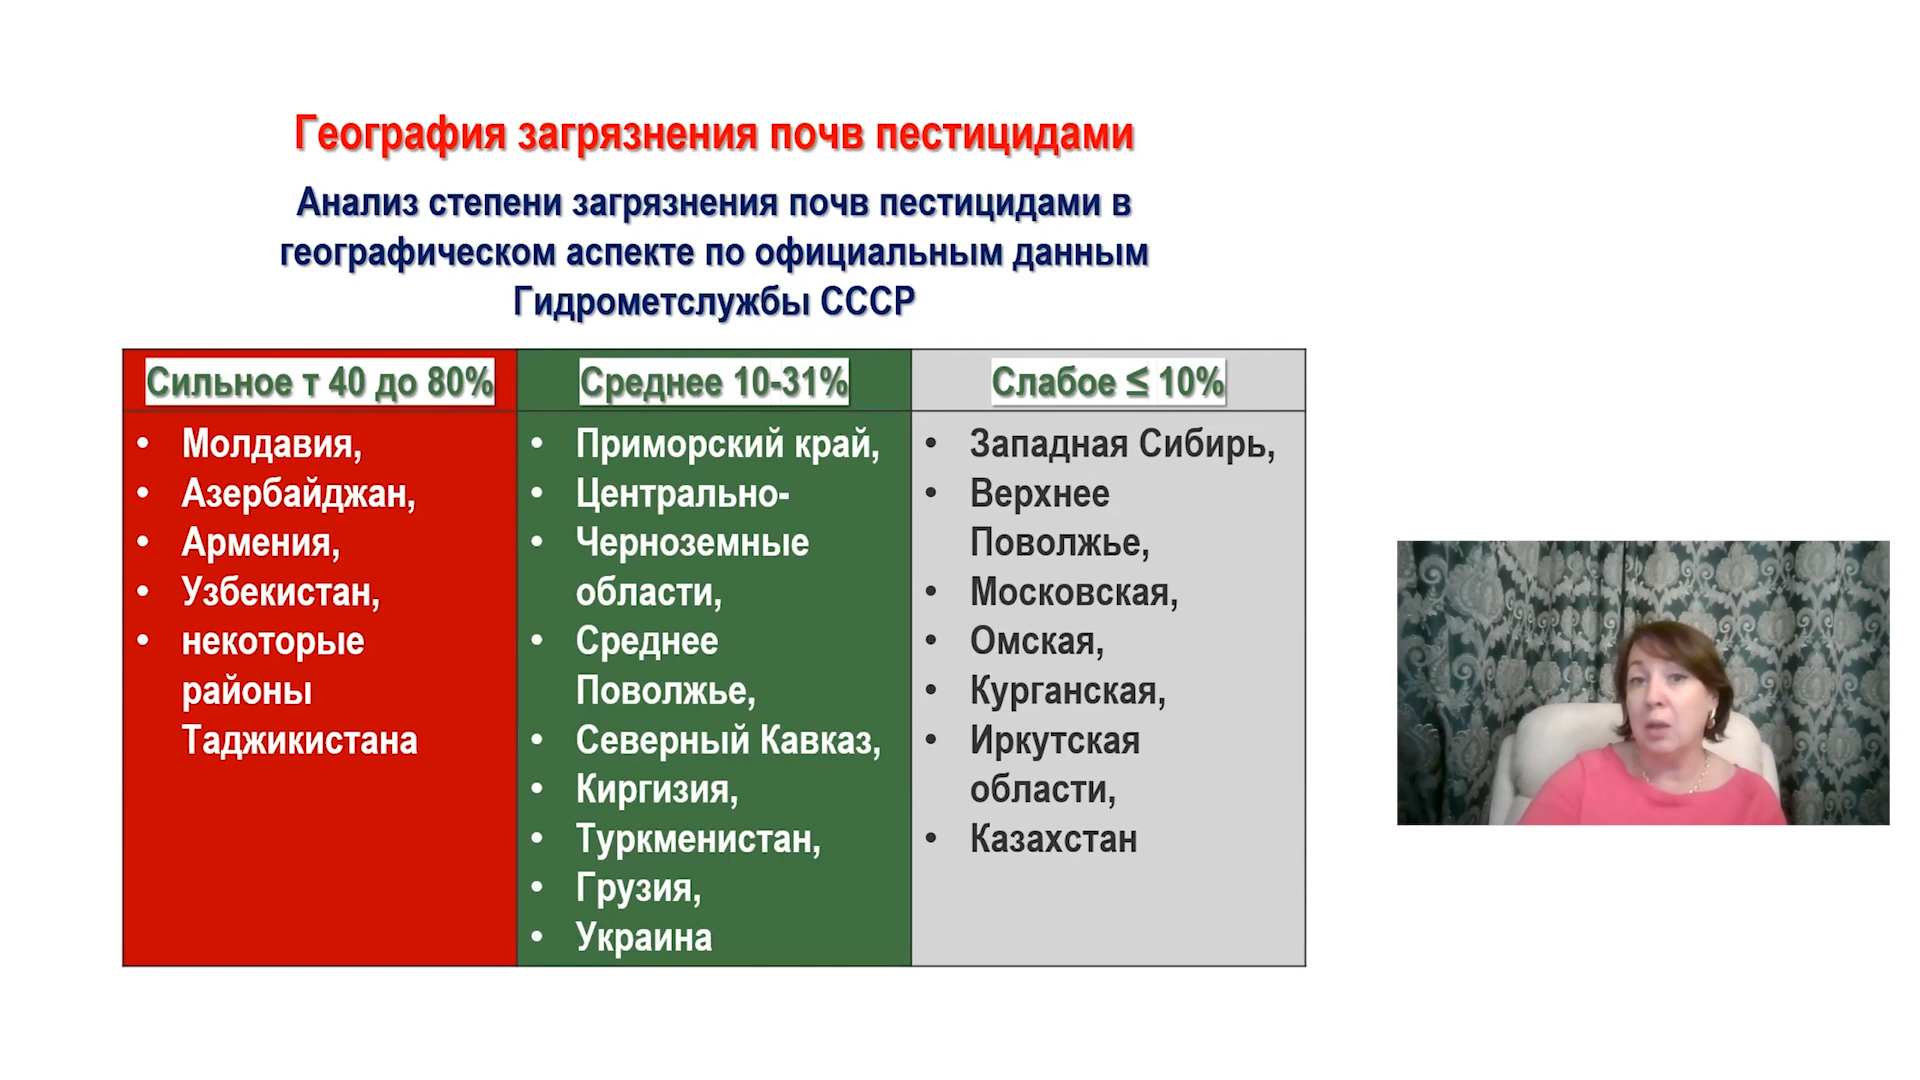 География загрязнения почв пестицидами
Анализ степени загрязнения почв пестицидами в
географическом аспекте по официальным данным
Гидрометслужбы СССР
Сильное т 40 до 80%
• Молдавия,
• Азербайджан,
• Армения,
• Узбекистан,
• некоторые
районы
Таджикистана
Среднее 10-31%
• Приморский край,
• Центрально-
• Черноземные
области,
• Среднее
Поволжье,
• Северный Кавказ,
• Киргизия,
• Туркменистан,
• Грузия,
• Украина
Слабое ≤ 10%
• Западная Сибирь,
• Верхнее
Поволжье,
• Московская,
• Омская,
• Курганская,
• Иркутская
области,
• Казахстан